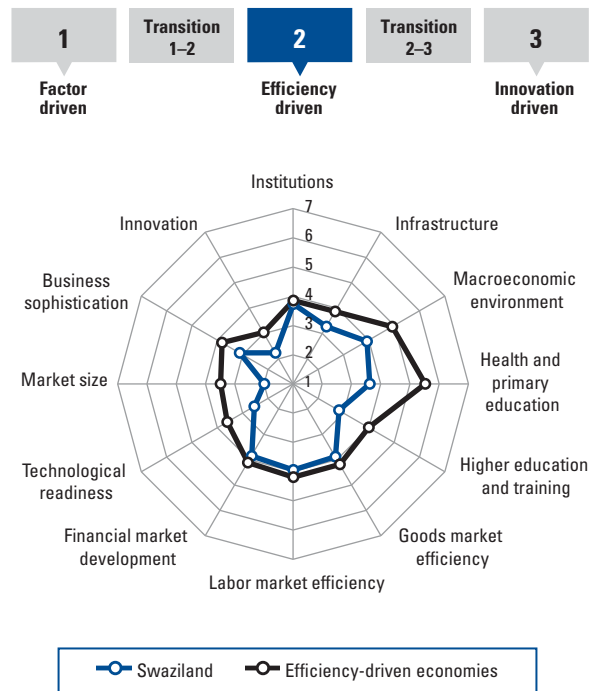 1
Transition
1–2
2
Transition
2–3
3
Factor
driven
Efficiency
driven
Innovation
driven
Institutions
Infrastructure
Macroeconomic
environment
Health and
primary
education
Higher education
and training
Goods market
efficiency
Labor market efficiency
Financial market
development
Technological
readiness
Market size
Business
sophistication
Innovation
7
6
5
4
3
2
1
Swaziland
Efficiency-driven economies